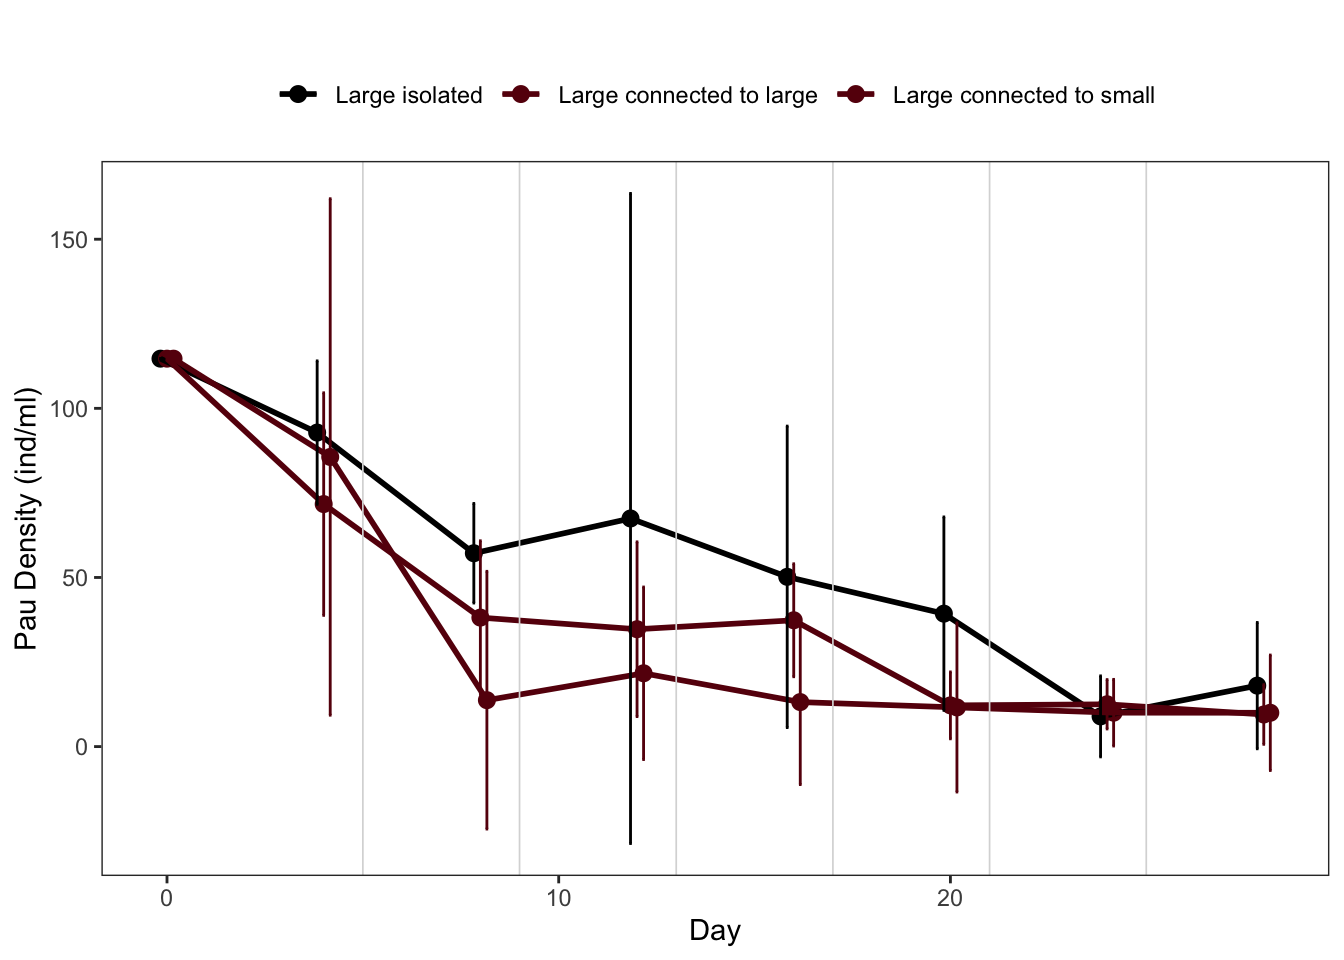 Large isolated Large connected to large Large connected to small
150
100
50
0
Pau Density (ind/ml)
0 10 20
Day